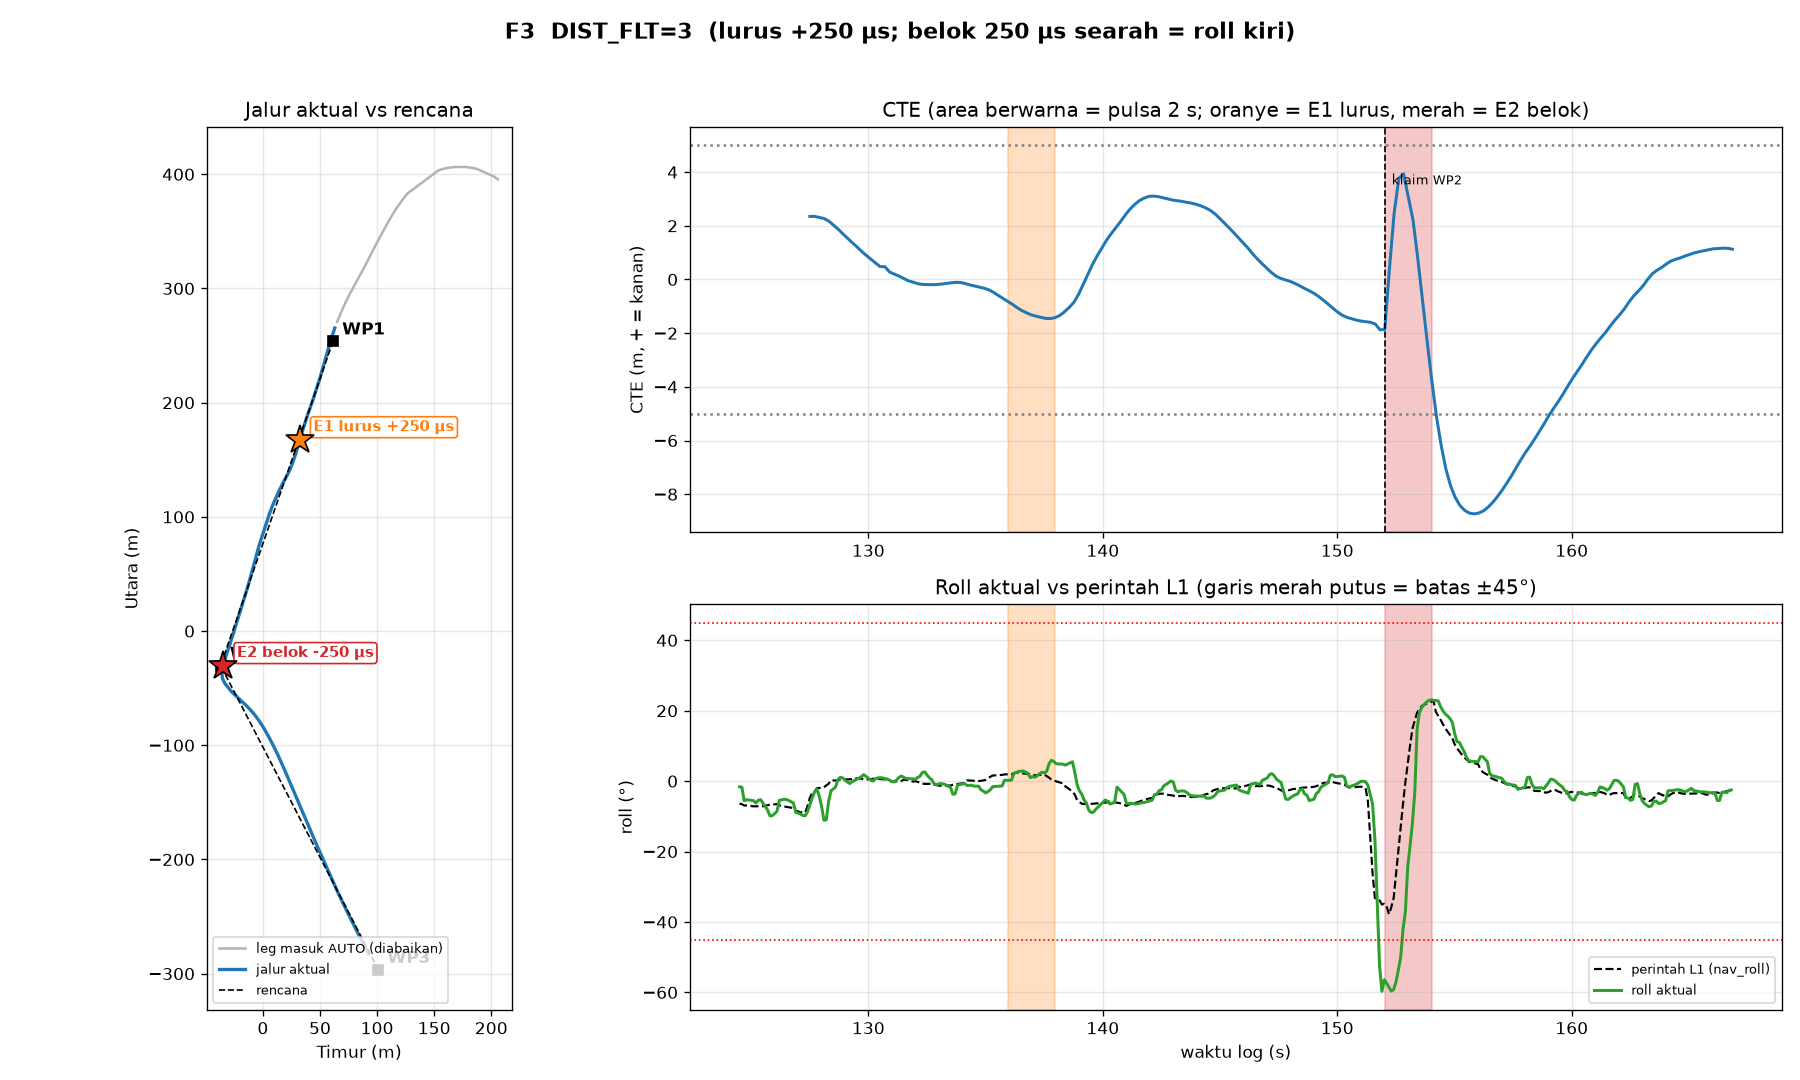 F3  DIST_FLT=3  (lurus +250 µs; belok 250 µs searah = roll kiri)
Jalur aktual vs rencana
Utara (m)
400
300
200
100
0
−100
−200
−300
WP1
E1 lurus +250 µs
E2 belok -250 µs
WP3
leg masuk AUTO (diabaikan)
jalur aktual
rencana
0 50 100 150 200
Timur (m)
CTE (area berwarna = pulsa 2 s; oranye = E1 lurus, merah = E2 belok)
CTE (m, + = kanan)
4
2
0
−2
−4
−6
−8
klaim WP2
130 140 150 160
Roll aktual vs perintah L1 (garis merah putus = batas ±45°)
roll (°)
40
20
0
−20
−40
−60
perintah L1 (nav_roll)
roll aktual
130 140 150 160
waktu log (s)